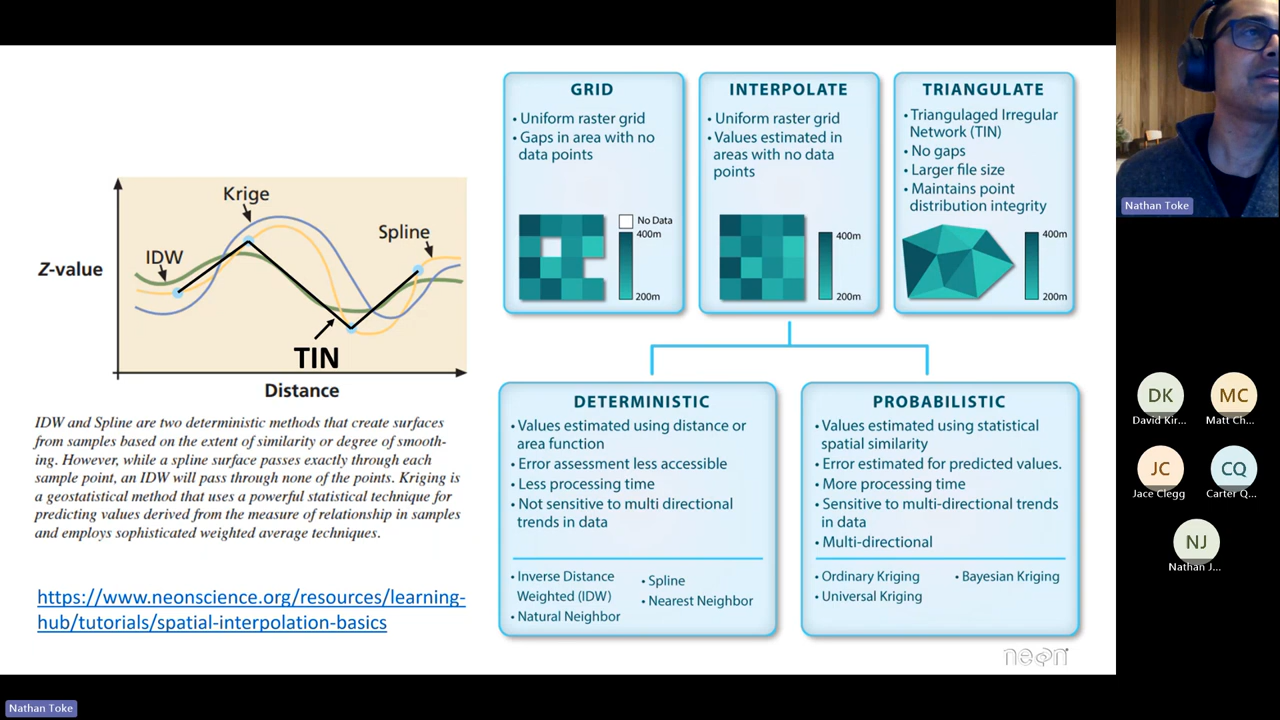 Krige
IDW
Spline
Z-value
TIN
Distance
IDW and Spline are two deterministic methods that create surfaces
from samples based on the extent of similarity or degree of smooth-
ing. However, while a spline surface passes exactly through each
sample point, an IDW will pass through none of the points. Kriging is
a geostatistical method that uses a powerful statistical technique for
predicting values derived from the measure of relationship in samples
and employs sophisticated weighted average techniques.
https://www.neonscience.org/resources/learning-
hub/tutorials/spatial-interpolation-basics
GRID
• Uniform raster grid
• Gaps in area with no
data points
No Data
400m
200m
INTERPOLATE
• Uniform raster grid
• Values estimated in
areas with no data
points
400m
200m
TRIANGULATE
• Triangulaged Irregular
Network (TIN)
• No gaps
• Larger file size
• Maintains point
distribution integrity
400m
200m
DETERMINISTIC
• Values estimated using distance or
area function
• Error assessment less accessible
• Less processing time
• Not sensitive to multi directional
trends in data
• Inverse Distance
Weighted (IDW)
• Natural Neighbor
• Spline
• Nearest Neighbor
PROBABILISTIC
• Values estimated using statistical
spatial similarity
• Error estimated for predicted values.
• More processing time
• Sensitive to multi-directional trends
in data
• Multi-directional
• Ordinary Kriging
• Universal Kriging
• Bayesian Kriging
neon
Nathan Toke
DK
David Kir...
MC
Matt Ch...
JC
Jace Clegg
CQ
Carter Q...
NJ
Nathan J...
Nathan Toke